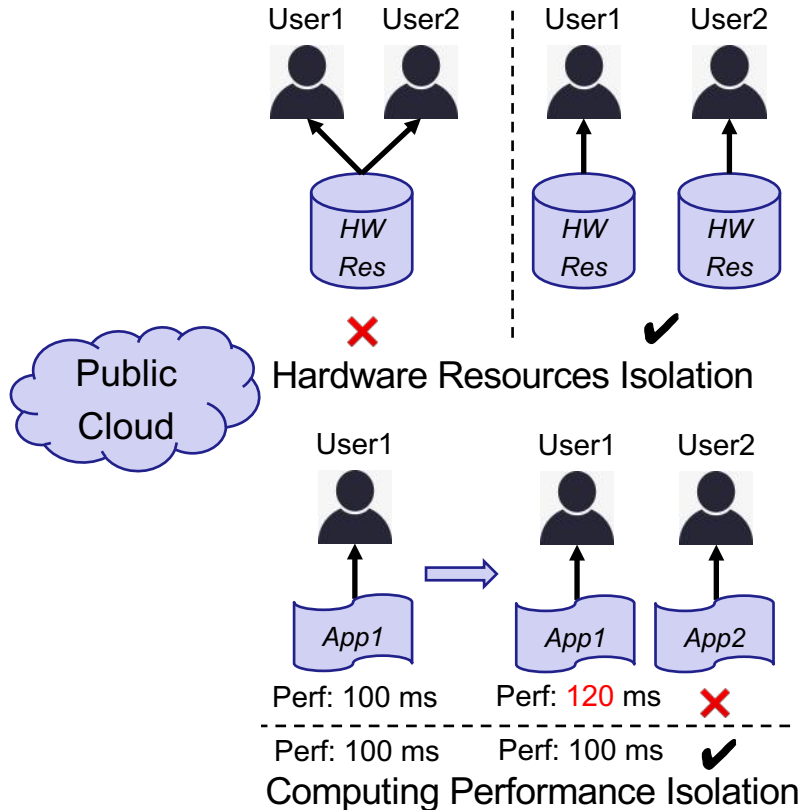 User1 User2 User1 User2
HW HW HW
Res Res Res
Public
Cloud
Hardware Resources Isolation
User1 User1 User2
App1 App1 App2
Perf: 100 ms Perf: 120 ms
Perf: 100 ms Perf: 100 ms
Computing Performance Isolation